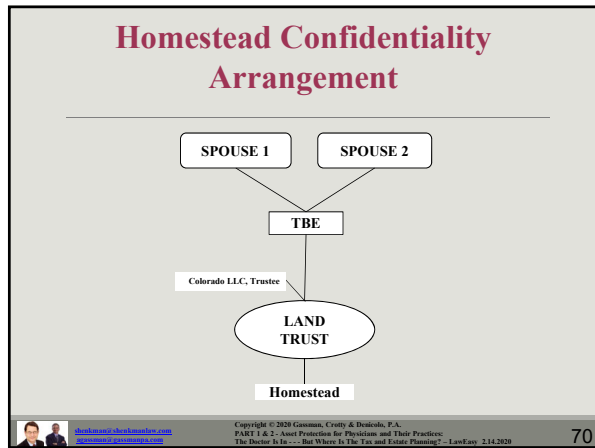 Homestead Confidentiality
Arrangement
SPOUSE 1
SPOUSE 2
TBE
Colorado LLC, Trustee
LAND
TRUST
Homestead
shenkman@shenkmanlaw.com
agassman@gassmanpa.com
Copyright © 2020 Gassman, Crotty & Denicolo, P.A.
PART 1 & 2 - Asset Protection for Physicians and Their Practices:
The Doctor Is In - - - But Where Is The Tax and Estate Planning? – LawEasy 2.14.2020
70